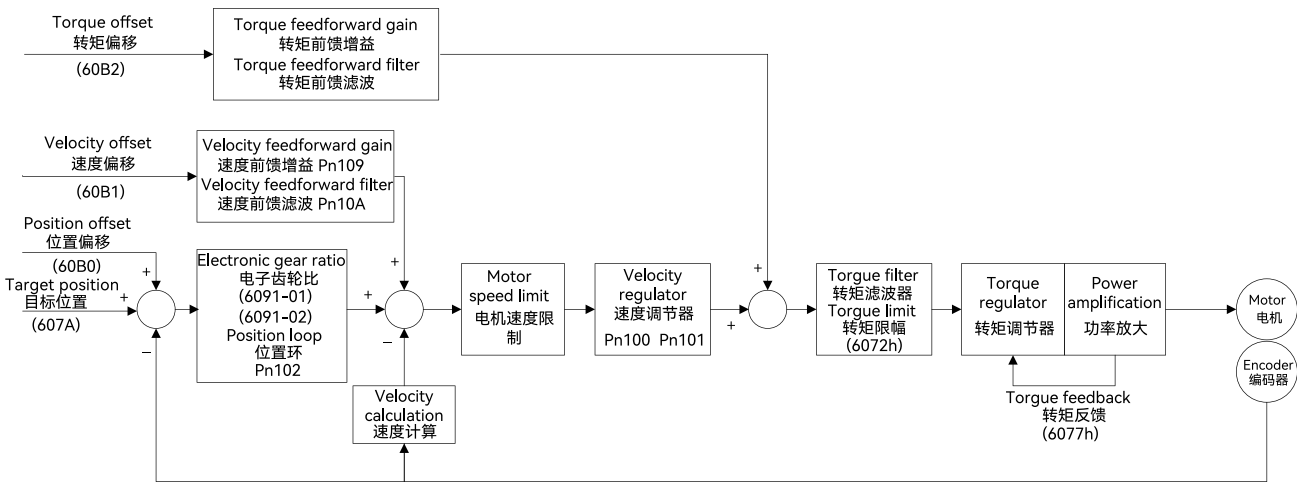 Torque offset
转矩偏移
(60B2)
Torque feedforward gain
转矩前馈增益
Torque feedforward filter
转矩前馈滤波
Velocity offset
速度偏移
(60B1)
Velocity feedforward gain
速度前馈增益 Pn109
Velocity feedforward filter
速度前馈滤波 Pn10A
Position offset
位置偏移
(60B0)
Target position
目标位置
(607A)
+
+
−
Electronic gear ratio
电子齿轮比
(6091-01)
(6091-02)
Position loop
位置环
Pn102
+
+
−
Velocity
calculation
速度计算
Motor
speed limit
电机速度限
制
Velocity
regulator
速度调节器
Pn100 Pn101
+
+
Torgue filter
转矩滤波器
Torgue limit
转矩限幅
(6072h)
Torque
regulator
转矩调节器
Power
amplification
功率放大
Torgue feedback
转矩反馈
(6077h)
Motor
电机
Encoder
编码器